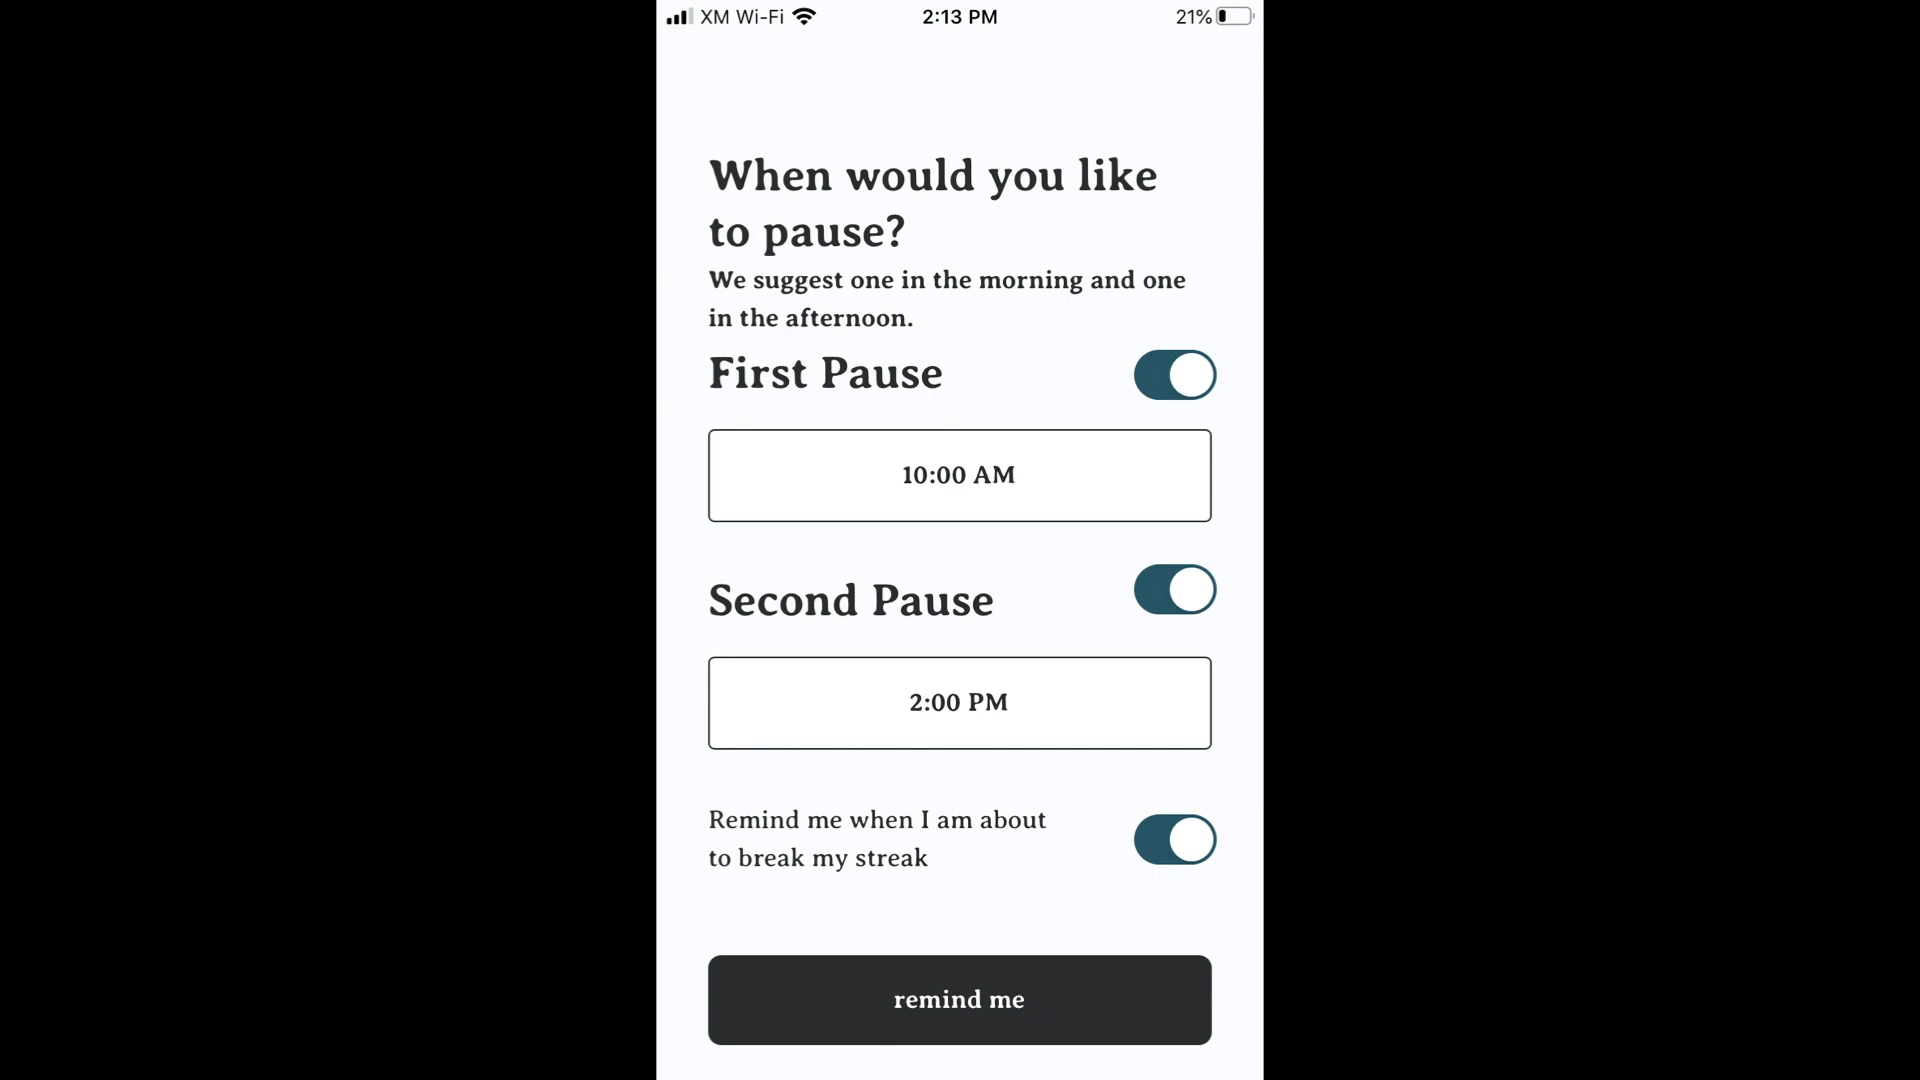 XM Wi-Fi 2:13 PM 21%
When would you like
to pause?
We suggest one in the morning and one
in the afternoon.
First Pause
10:00 AM
Second Pause
2:00 PM
Remind me when I am about
to break my streak
remind me